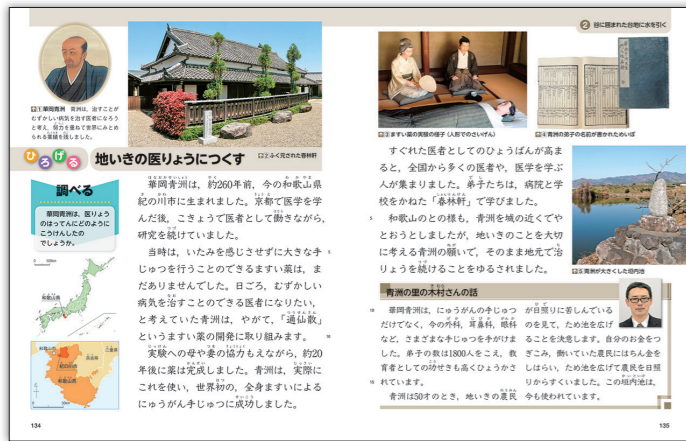 2 谷に囲まれた台地に水を引く
1 華岡青洲 青洲は、治すことが
むずかしい病気を治す医者になろう
と考え、努力を重ねて世界にみとめ
られる業績を残しました。
2 ふく元された春林軒
ひろげる 地いきの医りょうにつくす
調べる
華岡青洲は、医りょう
のはってんにどのように
こうけんしたの
でしょうか。
和歌山県
和歌山市
紀の川市
和歌山県
奈良県
三重県
華岡青洲は、約260年前、今の和歌山県
紀の川市に生まれました。京都で医学を学
んだ後、こきょうで医者として働きながら、
研究を続けていました。
当時は、いたみを感じさせずに大きな手 5
じゅつを行うことのできるますい薬は、ま
だありませんでした。日ごろ、むずかしい
病気を治すことのできる医者になりたい、
と考えていた青洲は、やがて、「通仙散」
というますい薬の開発に取り組みます。 10
実験への母や妻の協力もえながら、約20
年後に薬は完成しました。青洲は、実際に
これを使い、世界初の、全身ますいによる
にゅうがん手じゅつに成功しました。
134
3 ますい薬の実験の様子(人形でのさいげん)
4 青洲の弟子の名前が書かれためいぼ
すぐれた医者としてのひょうばんが高ま
ると、全国から多くの医者や、医学を学ぶ
人が集まりました。弟子たちは、病院と学
校をかねた「春林軒」で学びました。
5 和歌山のとの様も、青洲を城の近くでや
とおうとしましたが、地いきのことを大切
に考える青洲の願いで、そのまま地元で治
りょうを続けることをゆるされました。
5 青洲が大きくした垣内池
青洲の里の木村さんの話
10 華岡青洲は、にゅうがんの手じゅつ
だけでなく、今の外科、耳鼻科、眼科
など、さまざまな手じゅつを手がけま
した。弟子の数は1800人をこえ、教
育者としての功せきも高くひょうかさ
15 れています。
青洲は50才のとき、地いきの農民
が日照りに苦しんでいる
のを見て、ため池を広げ
ることを決意します。自分のお金をつ
ぎこみ、働いていた農民にはちん金を
しはらい、ため池を広げて農民を日照
りからすくいました。この垣内池は、
今も使われています。
135